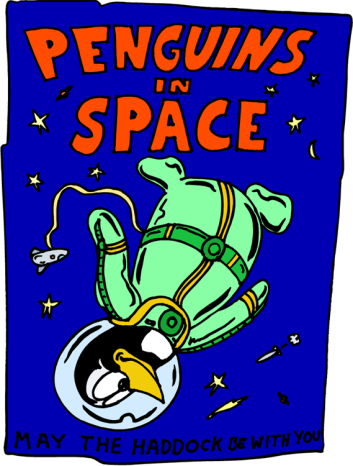 PENGUINS
IN
SPACE
MAY THE HADDOCK BE WITH YOU